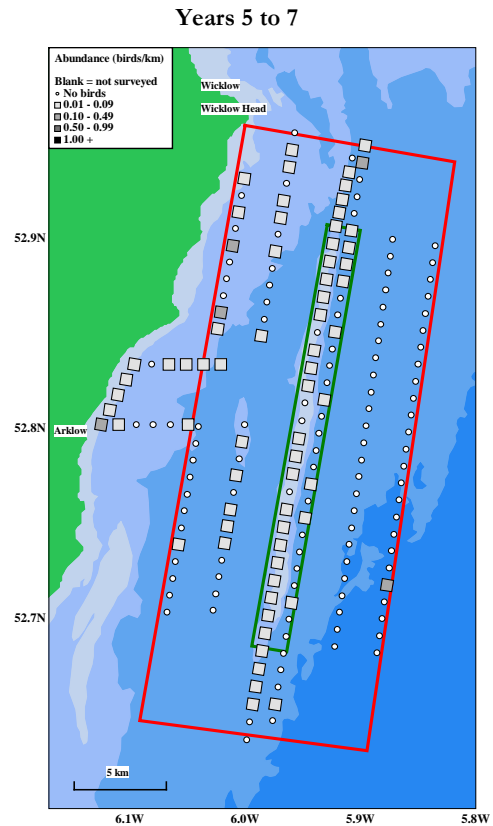 Years 5 to 7
Abundance (birds/km)
Blank = not surveyed
No birds
0.01 - 0.09
0.10 - 0.49
0.50 - 0.99
1.00 +
Wicklow
Wicklow Head
52.9N
52.8N
Arklow
52.7N
5 km
6.1W 6.0W 5.9W 5.8W